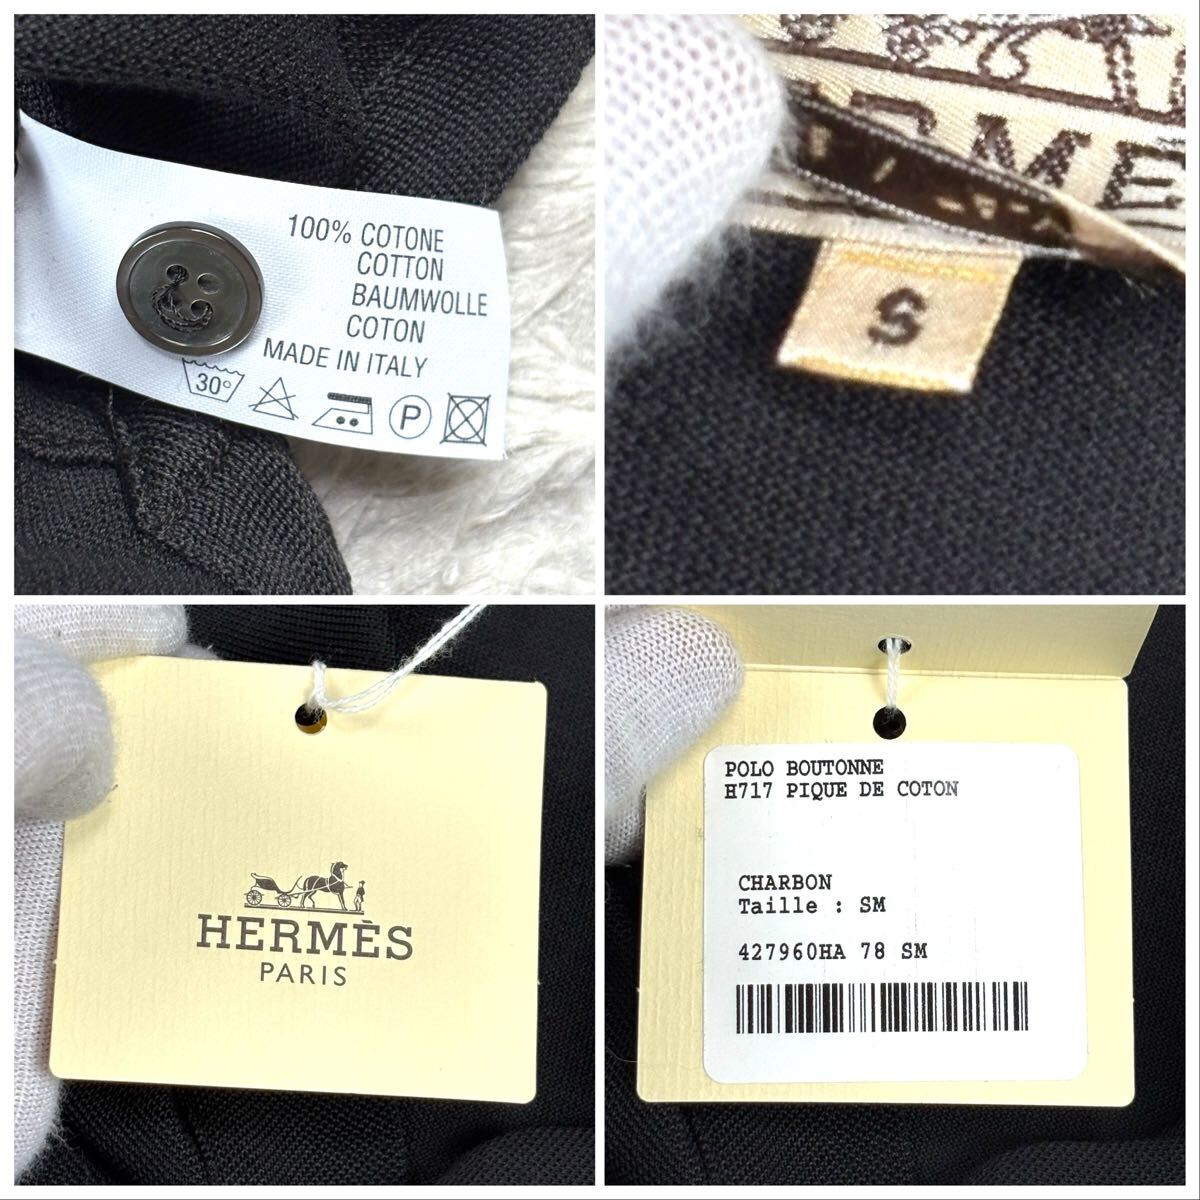 100% COTONE
COTTON
BAUMWOLLE
COTON
MADE IN ITALY
30°
P
S
HERMÈS
PARIS
POLO BOUTONNE
H717 PIQUE DE COTON
CHARBON
Taille : SM
427960HA 78 SM